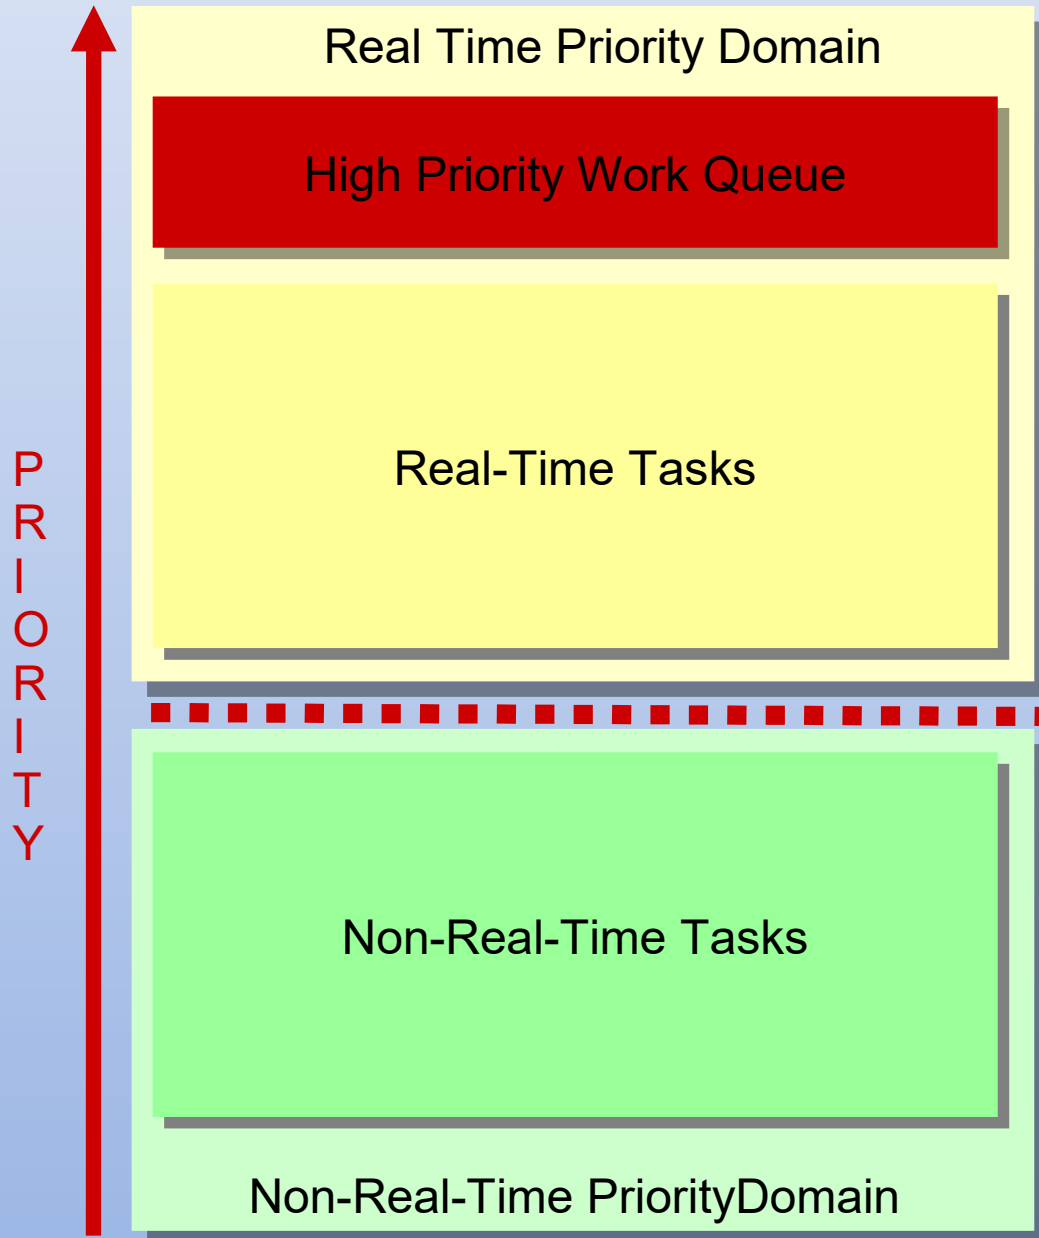 Real Time Priority Domain
High Priority Work Queue
Real-Time Tasks
P
R
I
O
R
I
T
Y
Non-Real-Time Tasks
Non-Real-Time PriorityDomain